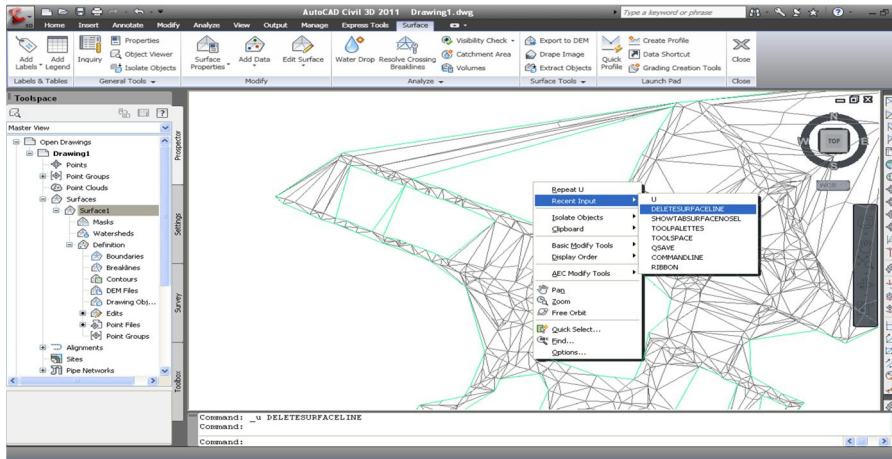 AutoCAD Civil 3D 2011 Drawing1.dwg
Type a keyword or phrase
Home Insert Annotate Modify Analyze View Output Manage Express Tools Surface
Add Labels
Add Legend
Inquiry
Properties
Object Viewer
Isolate Objects
Surface Properties
Add Data
Edit Surface
Water Drop
Resolve Crossing Breaklines
Visibility Check
Catchment Area
Volumes
Export to DEM
Drape Image
Extract Objects
Quick Profile
Create Profile
Data Shortcut
Grading Creation Tools
Close
Labels & Tables
General Tools
Modify
Analyze
Surface Tools
Launch Pad
Close
Toolspace
Master View
Open Drawings
Drawing1
Points
Point Groups
Point Clouds
Surfaces
Surface1
Masks
Watersheds
Definition
Boundaries
Breaklines
Contours
DEM Files
Drawing Obj...
Edits
Point Files
Point Groups
Alignments
Sites
Pipe Networks
Prospector
Settings
Survey
Toolbox
N
W
TOP
E
S
WCS
Repeat U
Recent Input
Isolate Objects
Clipboard
Basic Modify Tools
Display Order
AEC Modify Tools
Pan
Zoom
Free Orbit
Quick Select...
Find...
Options...
U
DELETESURFACELINE
SHOWTABSURFACENOSEL
TOOLPALETTES
TOOLSPACE
QSAVE
COMMANDLINE
RIBBON
Command: _u DELETESURFACELINE
Command:
Command: